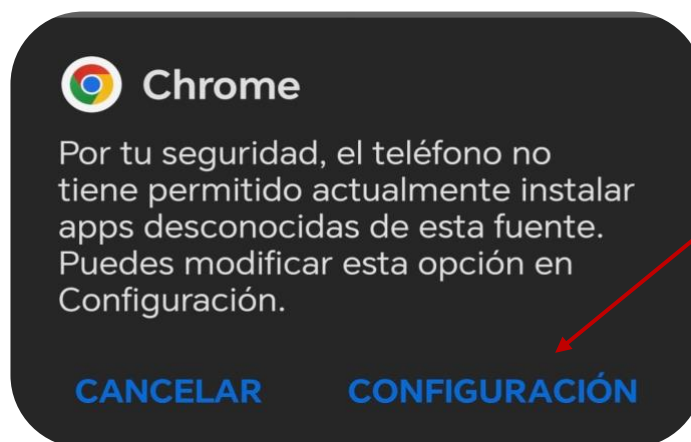 Chrome
Por tu seguridad, el teléfono no
tiene permitido actualmente instalar
apps desconocidas de esta fuente.
Puedes modificar esta opción en
Configuración.
CANCELAR CONFIGURACIÓN